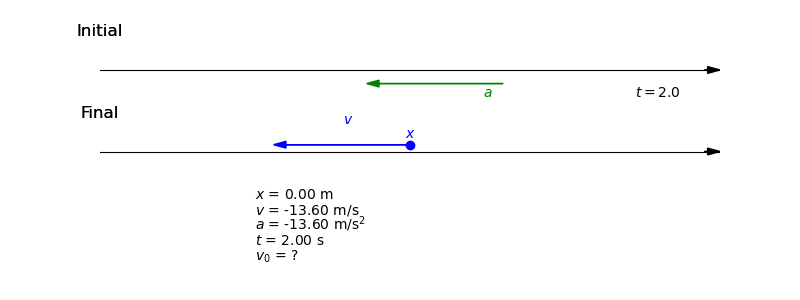 Initial
a
t = 2.0
Final
v
x
x = 0.00 m
v = -13.60 m/s
a = -13.60 m/s²
t = 2.00 s
v₀ = ?